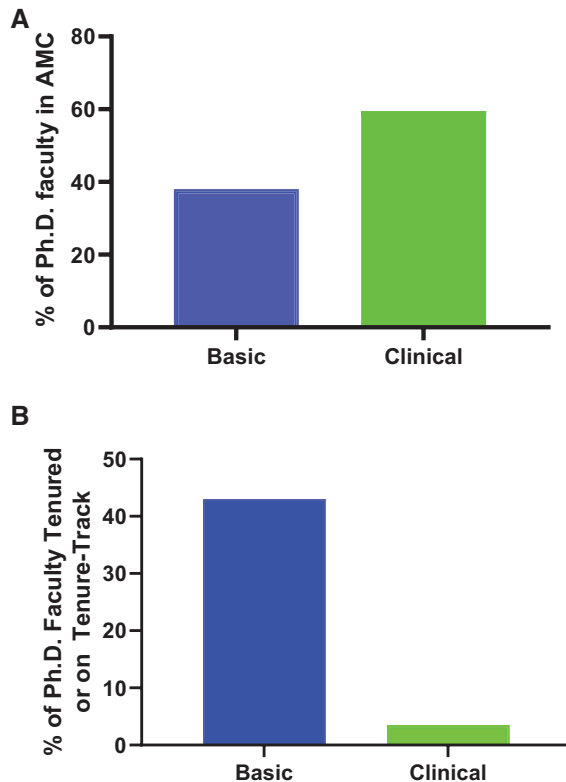 A
% of Ph.D. faculty in AMC
80
60
40
20
0
Basic Clinical
B
% of Ph.D. Faculty Tenured
or on Tenure-Track
50
40
30
20
10
0
Basic Clinical